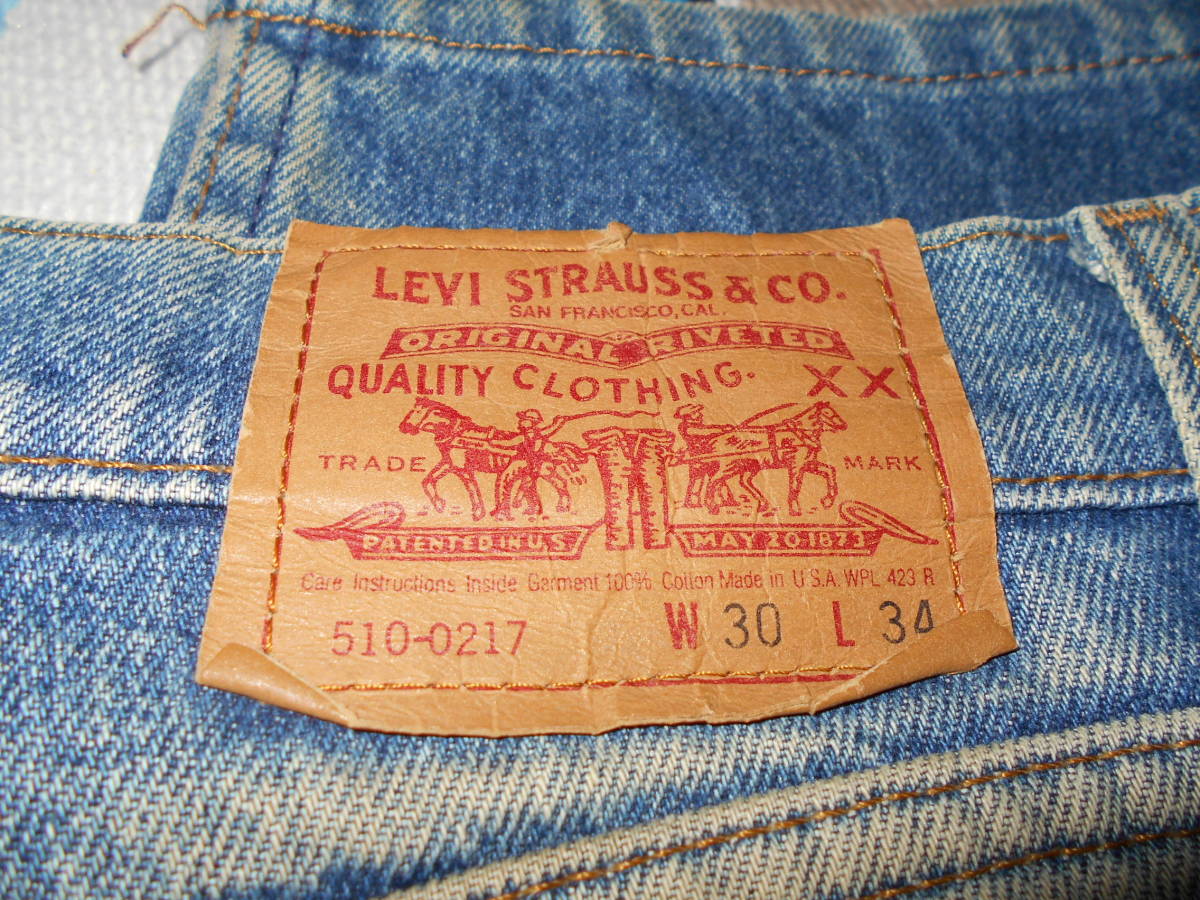 LEVI STRAUSS & CO.
SAN FRANCISCO, CAL.
ORIGINAL RIVETED
QUALITY CLOTHING. XX
TRADE MARK
PATENTED IN U.S. MAY 20.1873
Care Instructions Inside Garment 100% Cotton Made in U.S.A. WPL 423 R
510-0217 W 30 L 34